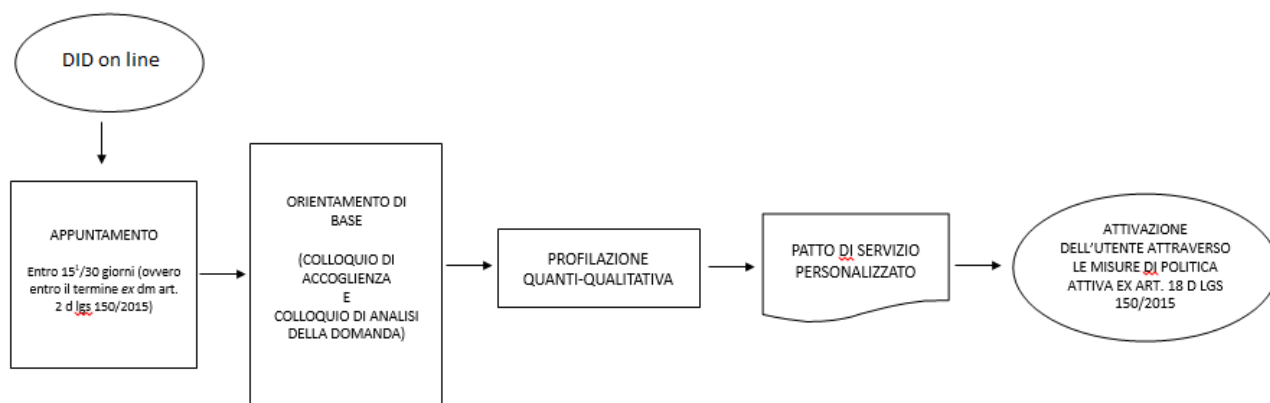 DID on line
APPUNTAMENTO
Entro 15¹/30 giorni (ovvero
entro il termine ex dm art.
2 d lgs 150/2015)
ORIENTAMENTO DI
BASE
(COLLOQUIO DI
ACCOGLIENZA
E
COLLOQUIO DI ANALISI
DELLA DOMANDA)
PROFILAZIONE
QUANTI-QUALITATIVA
PATTO DI SERVIZIO
PERSONALIZZATO
ATTIVAZIONE
DELL'UTENTE ATTRAVERSO
LE MISURE DI POLITICA
ATTIVA EX ART. 18 D LGS
150/2015